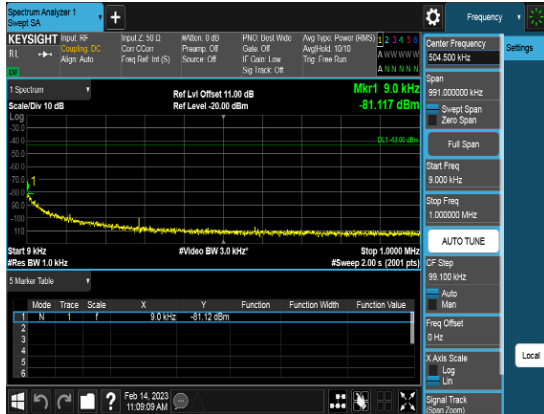 Spectrum Analyzer 1
Swept SA
+
Frequency
KEYSIGHT
RL
Input: RF
Coupling: DC
Align: Auto
Input Z: 50 Ω
Corr CCorr
Freq Ref: Int (S)
#Atten: 0 dB
Preamp: Off
Source: Off
PNO: Best Wide
Gate: Off
IF Gain: Low
Sig Track: Off
Avg Type: Power (RMS)
Avg|Hold: 10/10
Trig: Free Run
1 2 3 4 5 6
A W W W W W
A N N N N N
1 Spectrum
Scale/Div 10 dB
Ref Lvl Offset 11.00 dB
Ref Level -20.00 dBm
Mkr1 9.0 kHz
-81.117 dBm
Log
-30.0
-40.0
DL1 -43.00 dBm
-50.0
-60.0
-70.0
1
-80.0
-90.0
-100
-110
Start 9 kHz
#Res BW 1.0 kHz
#Video BW 3.0 kHz*
Stop 1.0000 MHz
#Sweep 2.00 s (2001 pts)
5 Marker Table
Mode Trace Scale X Y Function Function Width Function Value
1 N 1 f 9.0 kHz -81.12 dBm
2
3
4
5
6
Feb 14, 2023
11:09:09 AM
Center Frequency
504.500 kHz
Settings
Span
991.000000 kHz
Swept Span
Zero Span
Full Span
Start Freq
9.000 kHz
Stop Freq
1.000000 MHz
AUTO TUNE
CF Step
99.100 kHz
Auto
Man
Freq Offset
0 Hz
X Axis Scale
Log
Lin
Local
Signal Track
(Span Zoom)